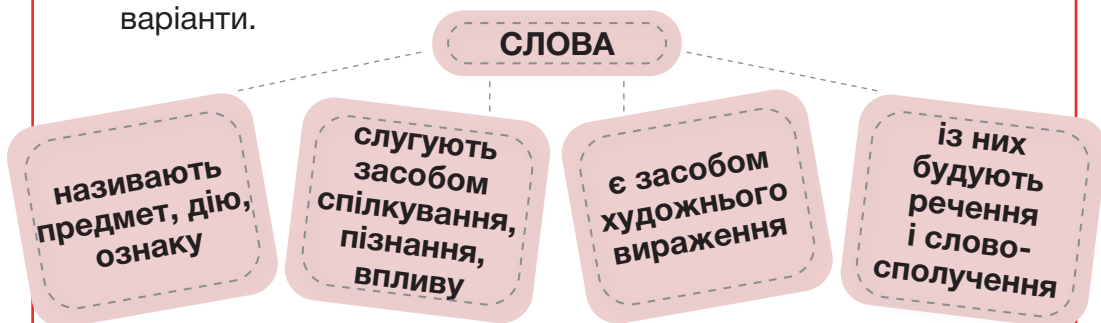 варіанти.
СЛОВА
називають
предмет, дію,
ознаку
слугують
засобом
спілкування,
пізнання,
впливу
є засобом
художнього
вираження
із них
будують
речення
і слово-
сполучення